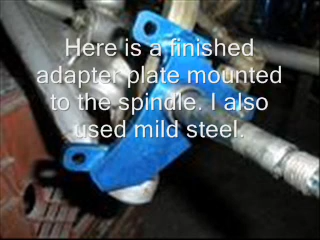 Here is a finished
adapter plate mounted
to the spindle. I also
used mild steel.